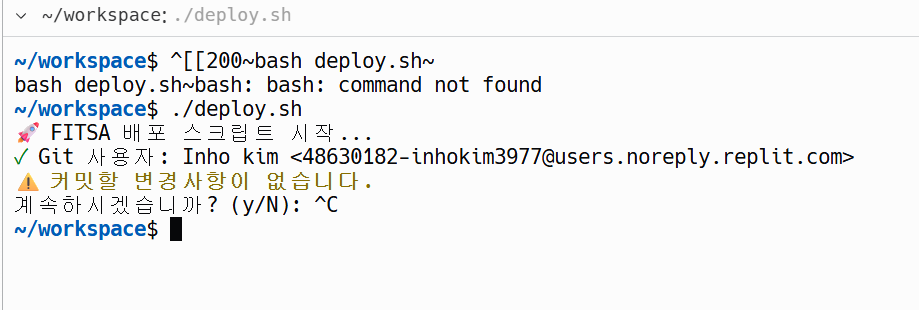 ~/workspace: ./deploy.sh
~/workspace$ ^[[200~bash deploy.sh~
bash deploy.sh~bash: bash: command not found
~/workspace$ ./deploy.sh
🚀 FITSA 배포 스크립트 시작...
✓ Git 사용자: Inho kim <48630182-inhokim3977@users.noreply.replit.com>
⚠️ 커밋할 변경사항이 없습니다.
계속하시겠습니까? (y/N): ^C
~/workspace$